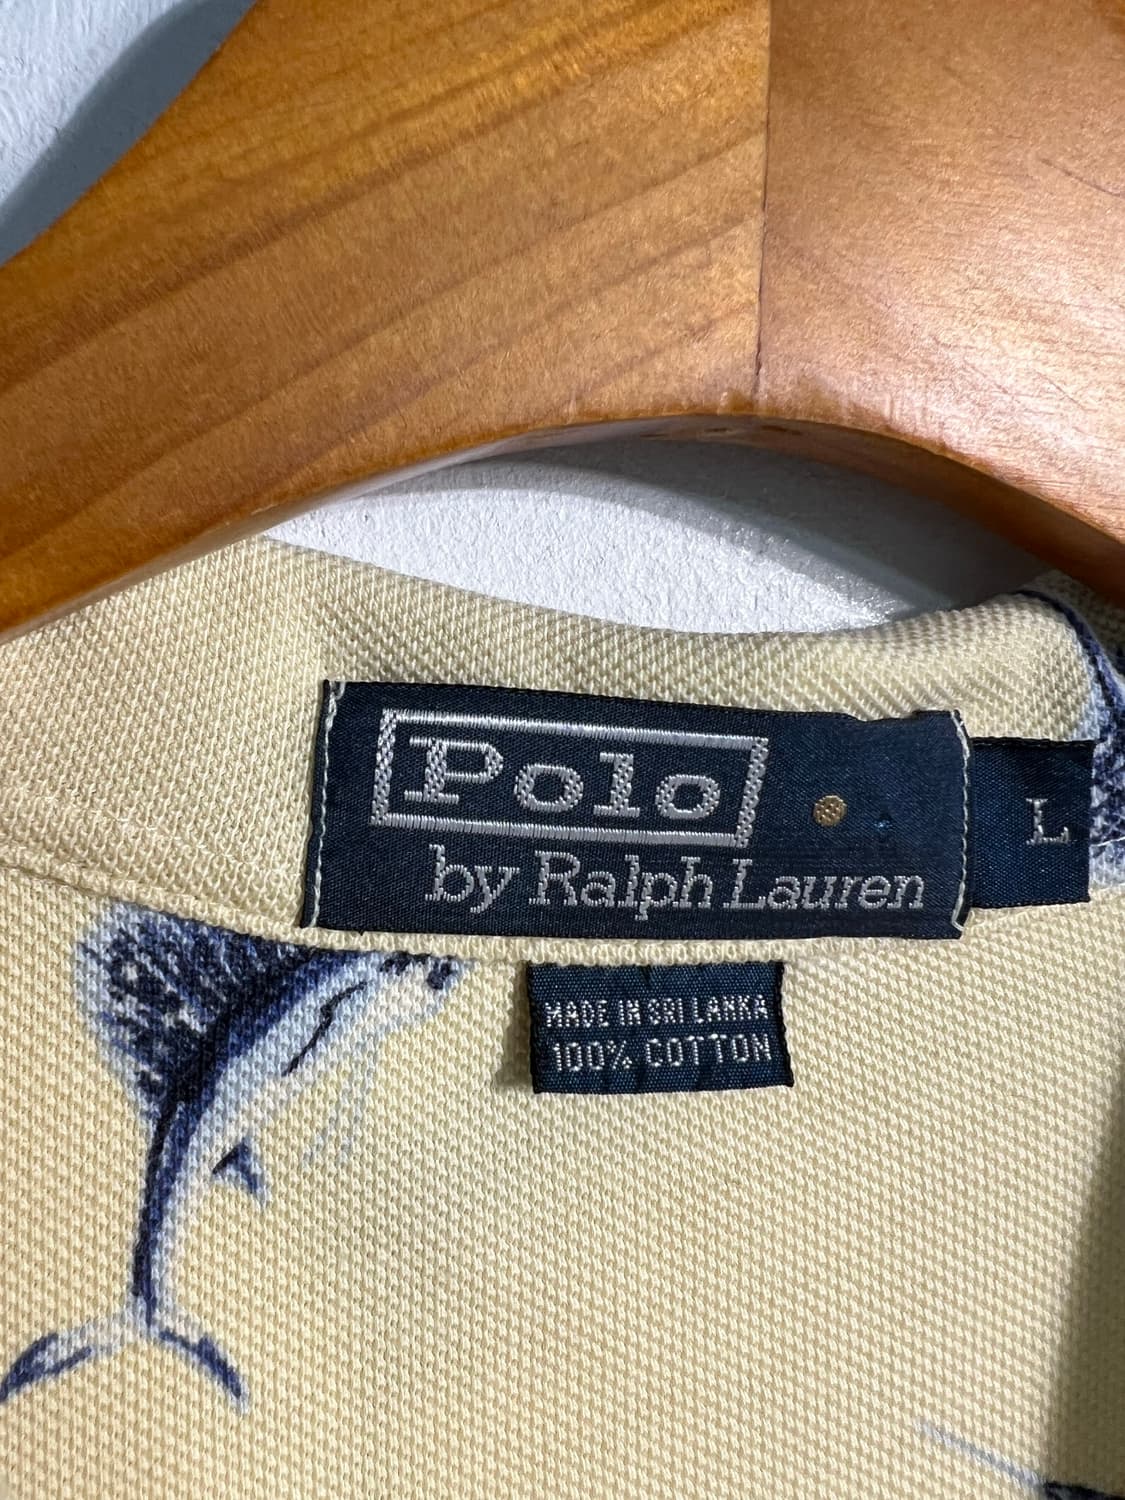 Polo
by Ralph Lauren
L
MADE IN SRI LANKA
100% COTTON